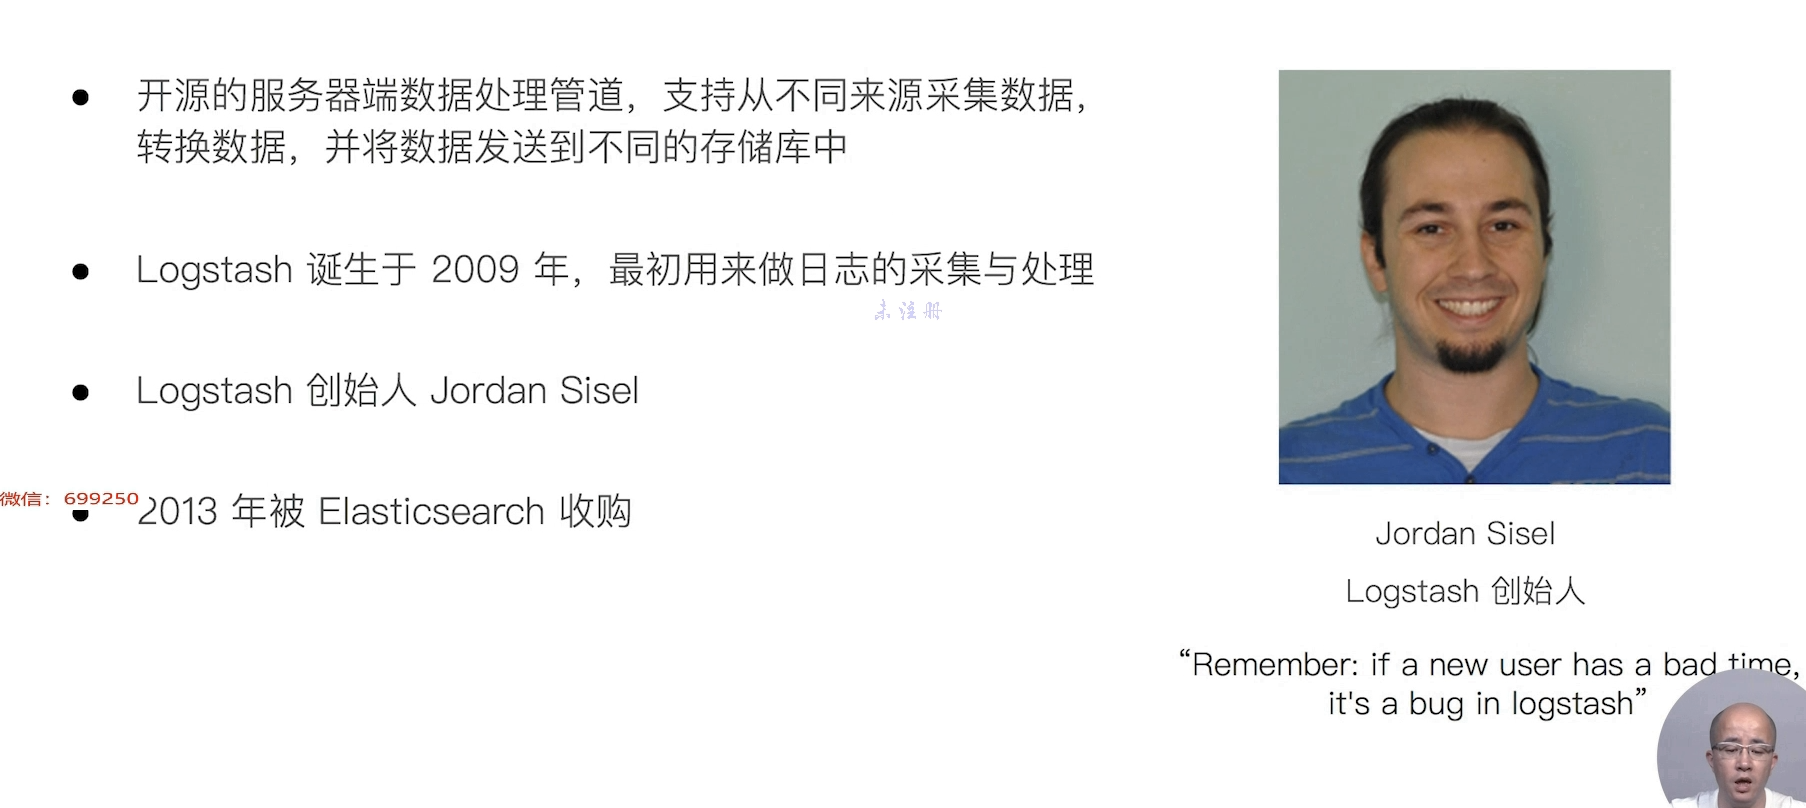 开源的服务器端数据处理管道，支持从不同来源采集数据，
转换数据，并将数据发送到不同的存储库中
Logstash 诞生于 2009 年，最初用来做日志的采集与处理
未注册
Logstash 创始人 Jordan Sisel
微信：699250
2013 年被 Elasticsearch 收购
Jordan Sisel
Logstash 创始人
“Remember: if a new user has a bad time,
it's a bug in logstash”